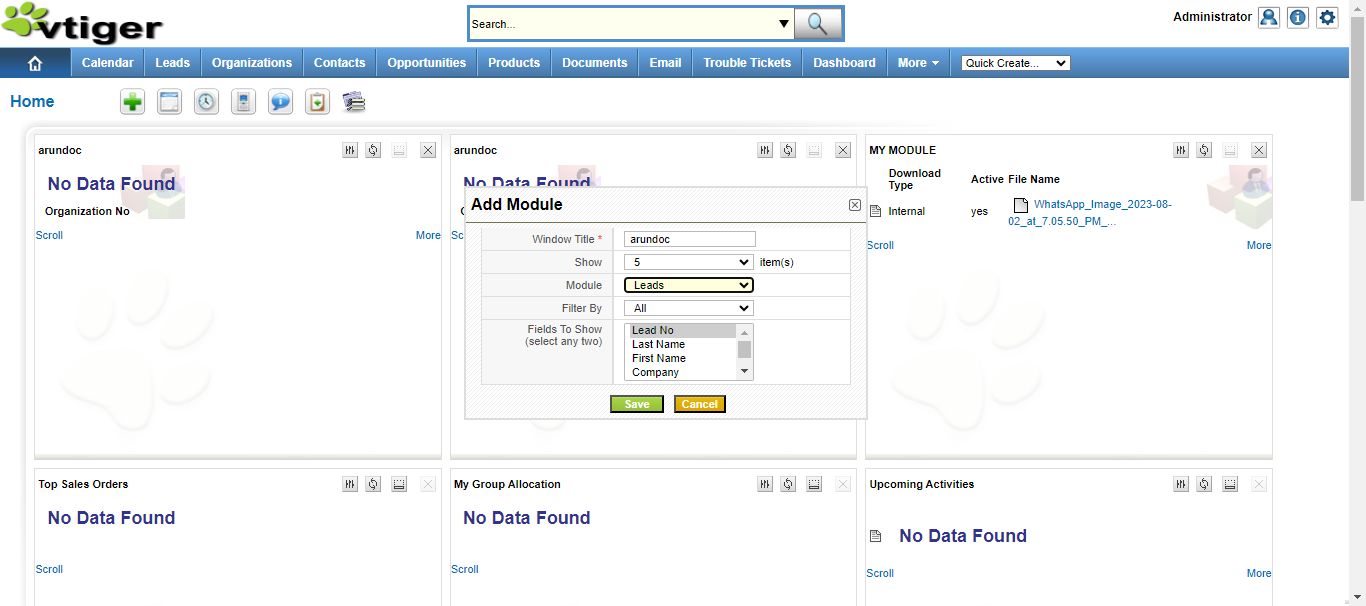 vtiger
Search...
Administrator
Calendar
Leads
Organizations
Contacts
Opportunities
Products
Documents
Email
Trouble Tickets
Dashboard
More
Quick Create...
Home
arundoc
No Data Found
Organization No
Scroll
More
arundoc
No Data Found
Sc
MY MODULE
Download Type
Active File Name
Internal
yes
WhatsApp_Image_2023-08-
02_at_7.05.50_PM_...
Scroll
More
Add Module
Window Title *
arundoc
Show
5
item(s)
Module
Leads
Filter By
All
Fields To Show
(select any two)
Lead No
Last Name
First Name
Company
Save
Cancel
Top Sales Orders
No Data Found
Scroll
My Group Allocation
No Data Found
Scroll
Upcoming Activities
No Data Found
Scroll
More